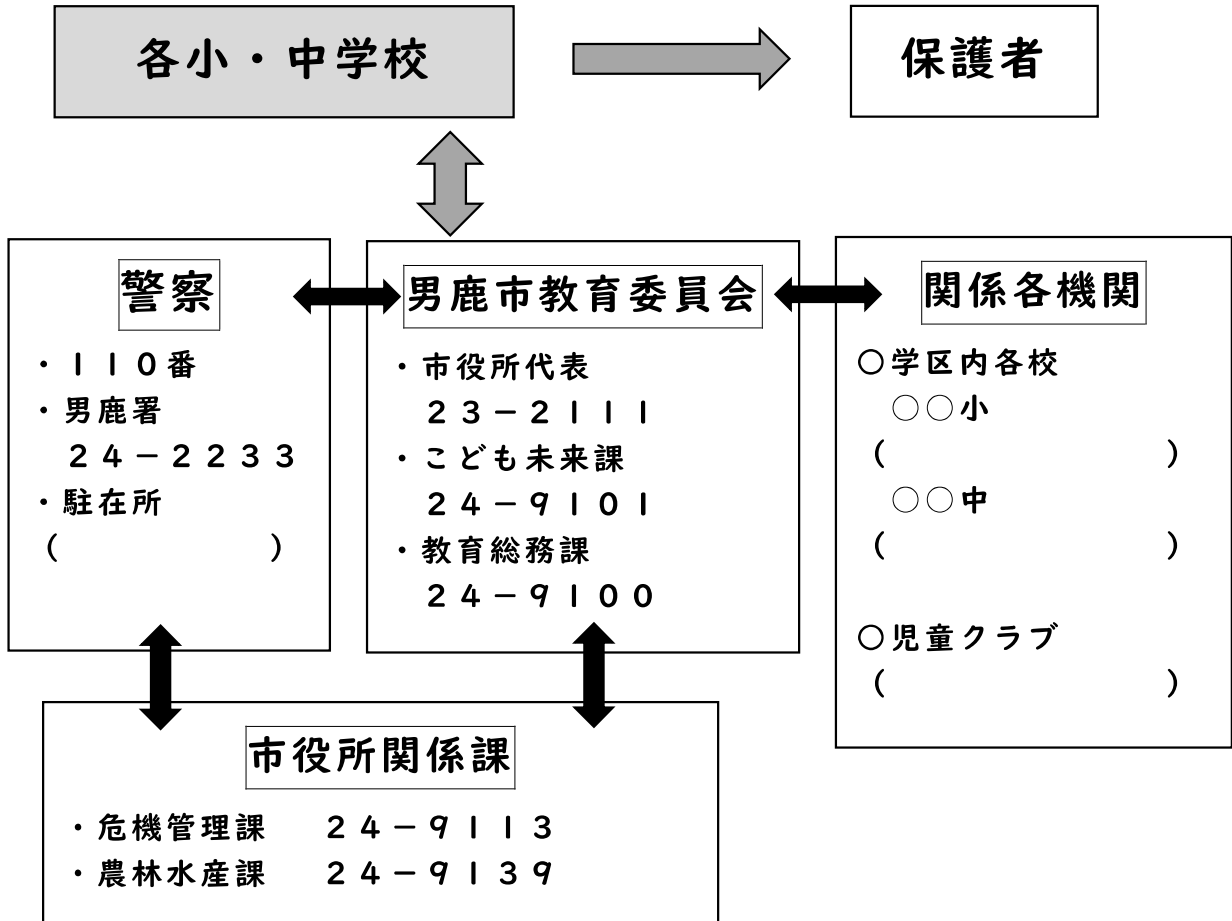 各小・中学校
保護者
警察
・１１０番
・男鹿署
２４－２２３３
・駐在所
（　　　　　　　　）
男鹿市教育委員会
・市役所代表
２３－２１１１
・こども未来課
２４－９１０１
・教育総務課
２４－９１００
関係各機関
○学区内各校
○○小
（　　　　　　　　　　）
○○中
（　　　　　　　　　　）
○児童クラブ
（　　　　　　　　　　）
市役所関係課
・危機管理課　２４－９１１３
・農林水産課　２４－９１３９